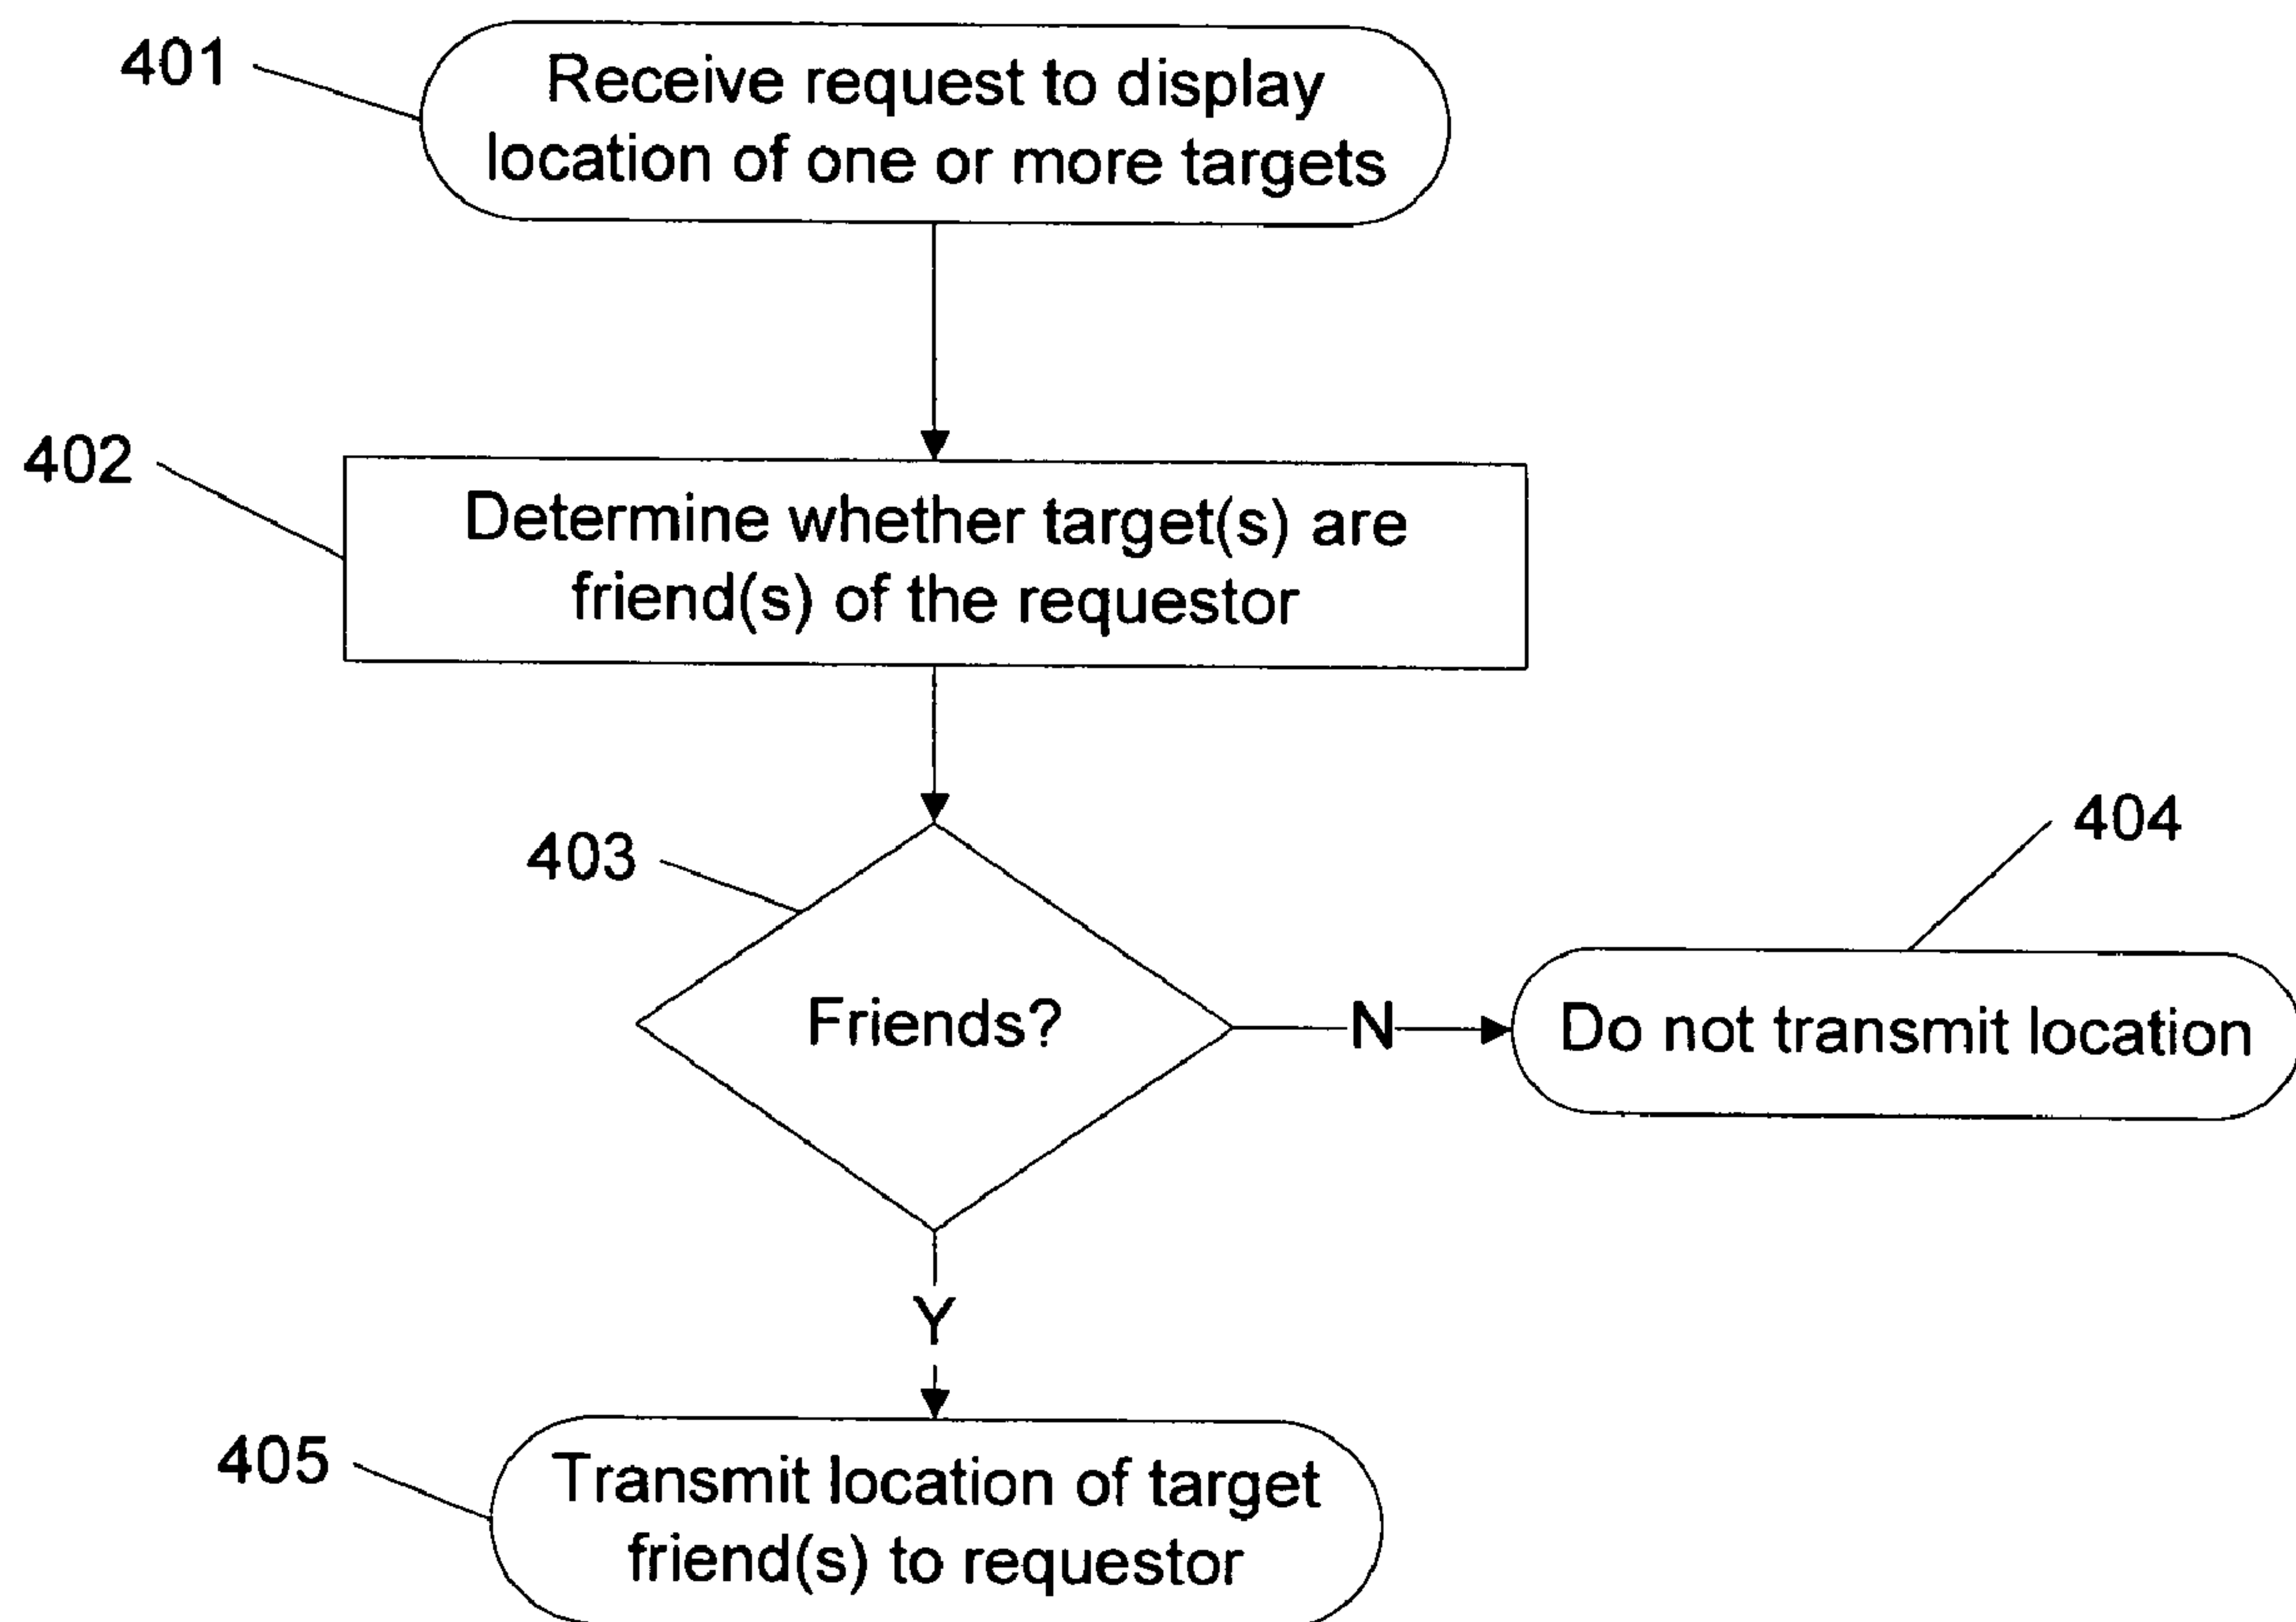 401
Receive request to display
location of one or more targets
402
Determine whether target(s) are
friend(s) of the requestor
403
Friends?
N
404
Do not transmit location
Y
405
Transmit location of target
friend(s) to requestor